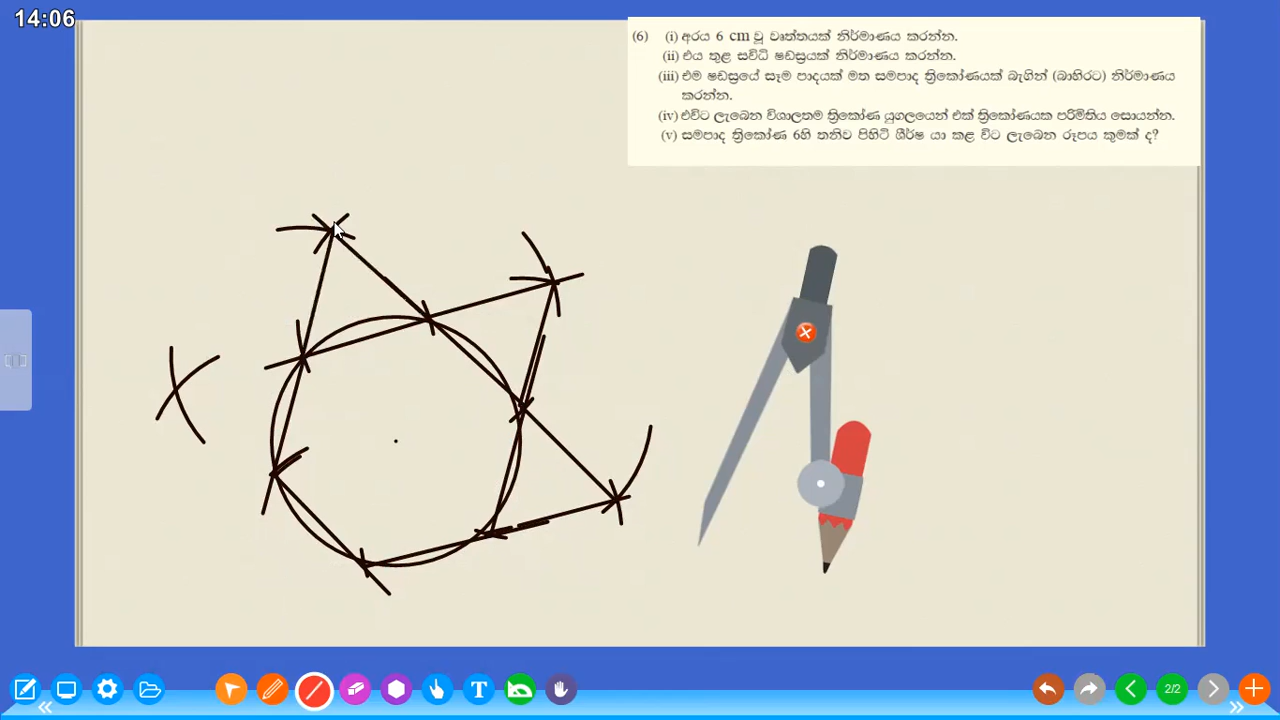 14:06
(6) (i) අරය 6 cm වූ වෘත්තයක් නිර්මාණය කරන්න.
(ii) එය තුළ සවිධි ෂඩස්‍රයක් නිර්මාණය කරන්න.
(iii) එම ෂඩස්‍රයේ සෑම පාදයක් මත සමපාද ත්‍රිකෝණයක් බැගින් (බාහිරට) නිර්මාණය
කරන්න.
(iv) එවිට ලැබෙන විශාලතම ත්‍රිකෝණ යුගලයෙන් එක් ත්‍රිකෝණයක පරිමිතිය සොයන්න.
(v) සමපාද ත්‍රිකෝණ 6හි තනිව පිහිටි ශීර්ෂ යා කළ විට ලැබෙන රූපය කුමක් ද?
T
2/2